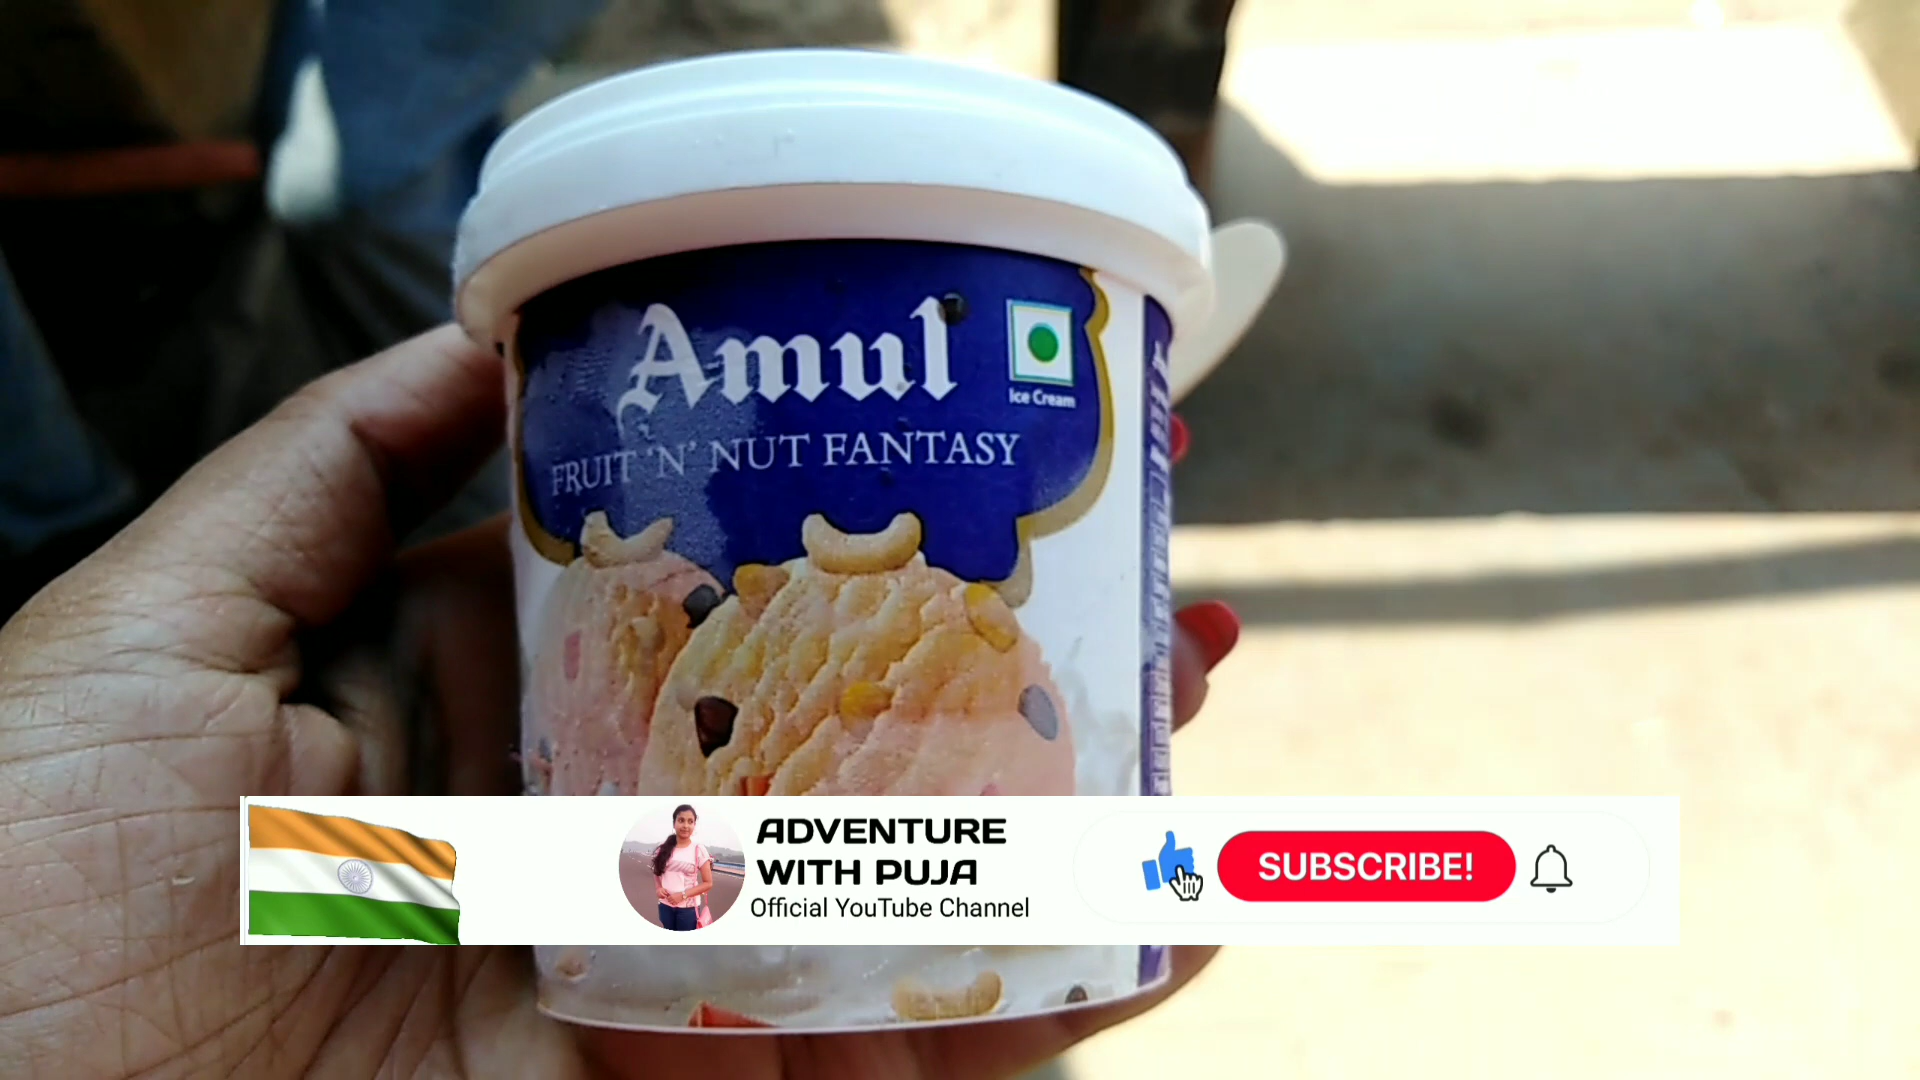 Amul
Ice Cream
FRUIT 'N' NUT FANTASY
ADVENTURE
WITH PUJA
Official YouTube Channel
SUBSCRIBE!